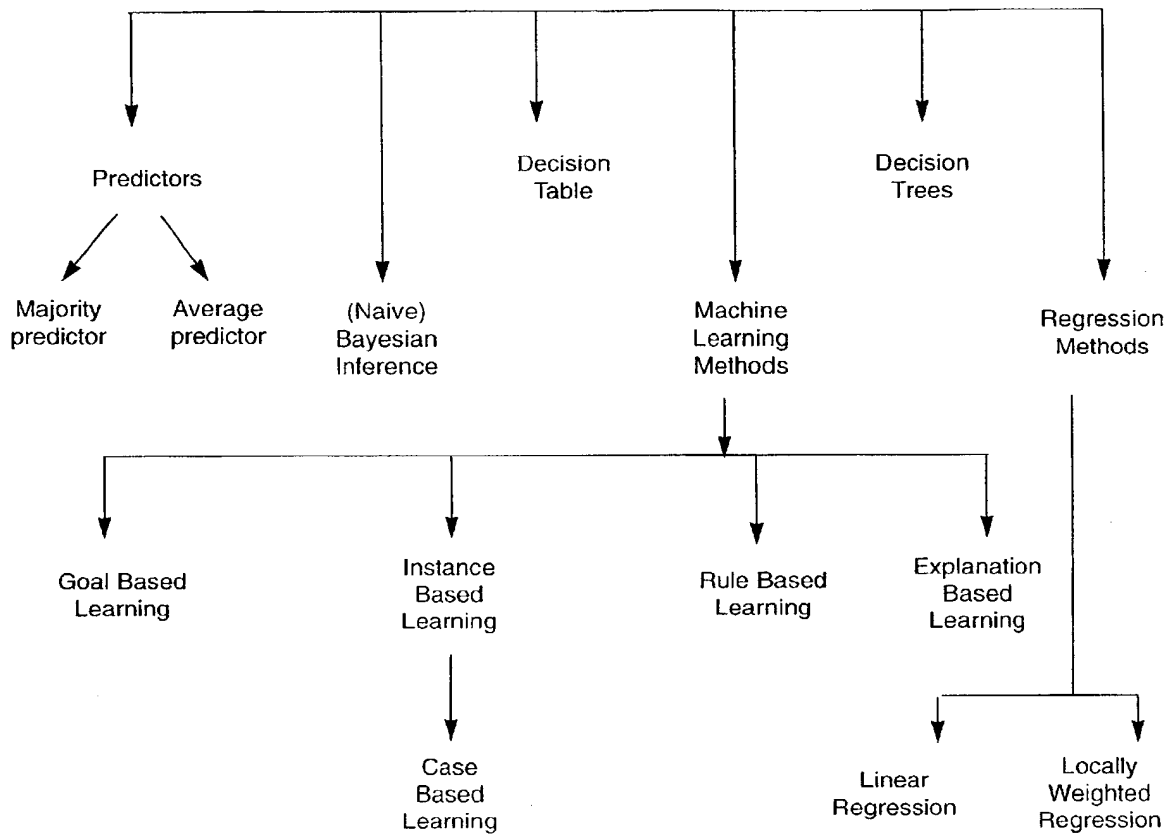 Predictors
Decision
Table
Decision
Trees
Majority
predictor
Average
predictor
(Naive)
Bayesian
Inference
Machine
Learning
Methods
Regression
Methods
Goal Based
Learning
Instance
Based
Learning
Rule Based
Learning
Explanation
Based
Learning
Case
Based
Learning
Linear
Regression
Locally
Weighted
Regression